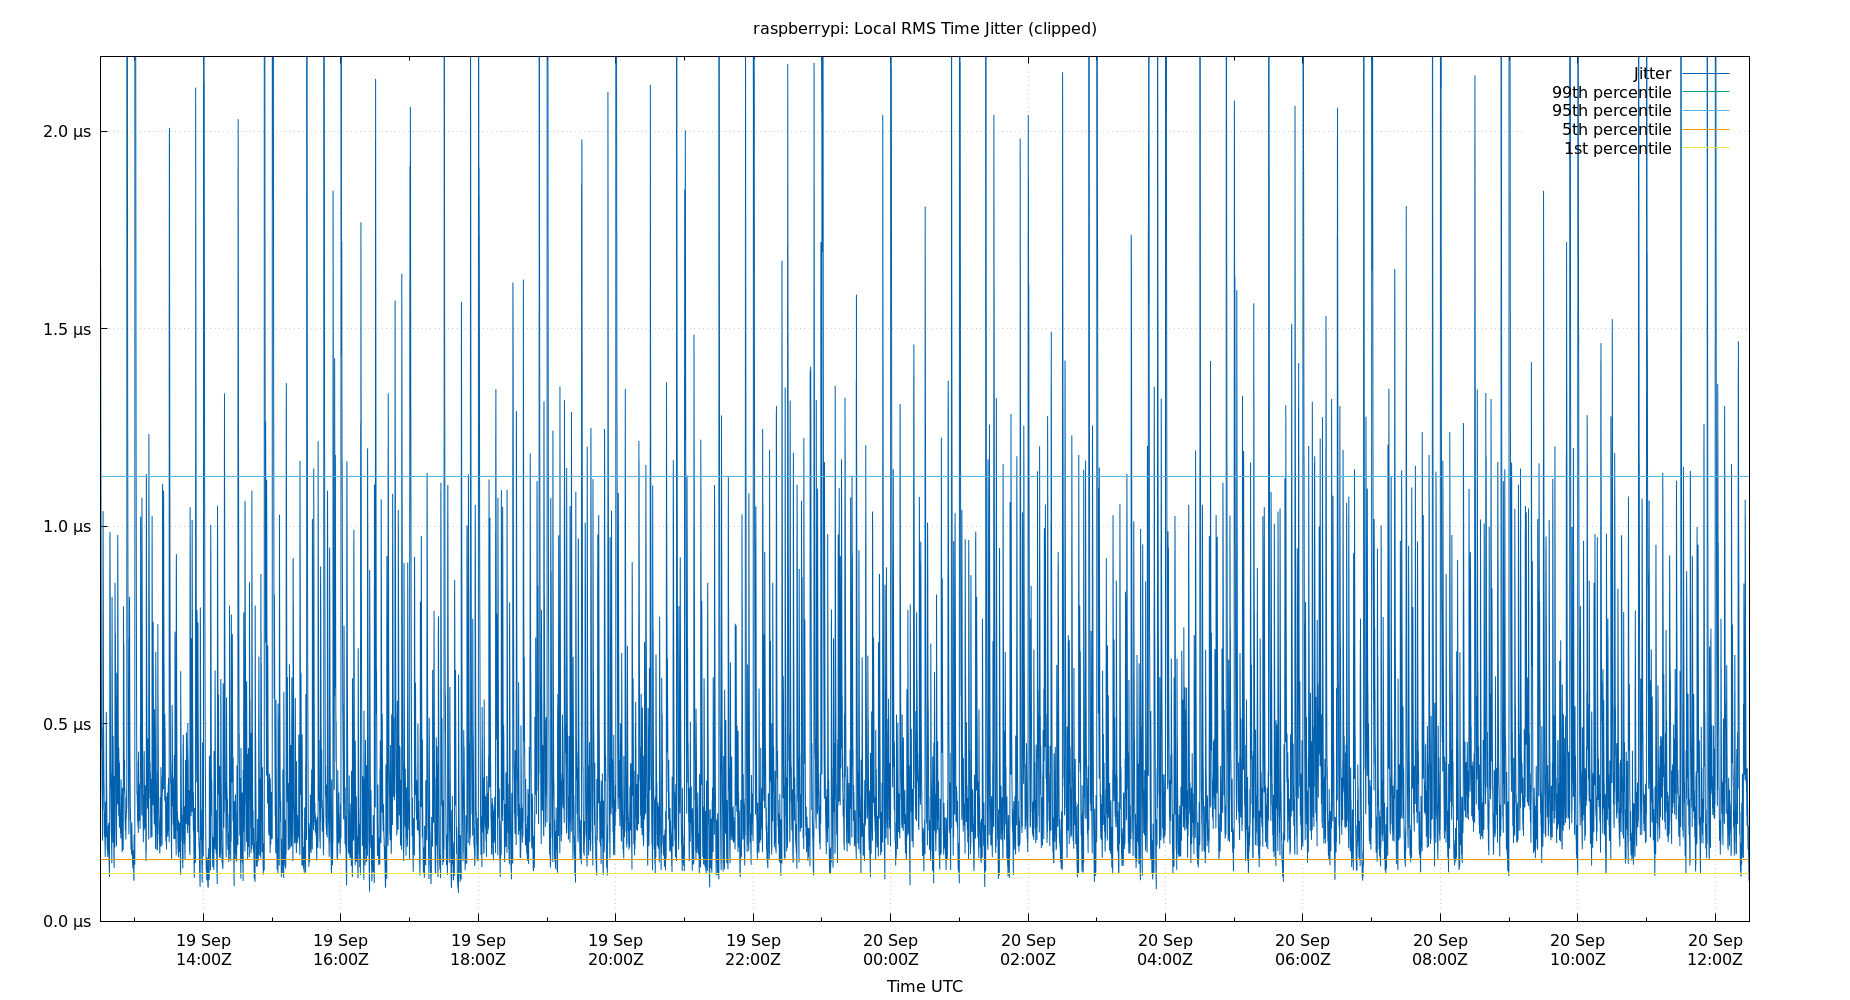 raspberrypi: Local RMS Time Jitter (clipped)
Jitter
99th percentile
95th percentile
5th percentile
1st percentile
2.0 µs
1.5 µs
1.0 µs
0.5 µs
0.0 µs
19 Sep 19 Sep 19 Sep 19 Sep 19 Sep 20 Sep 20 Sep 20 Sep 20 Sep 20 Sep 20 Sep 20 Sep
14:00Z 16:00Z 18:00Z 20:00Z 22:00Z 00:00Z 02:00Z 04:00Z 06:00Z 08:00Z 10:00Z 12:00Z
Time UTC